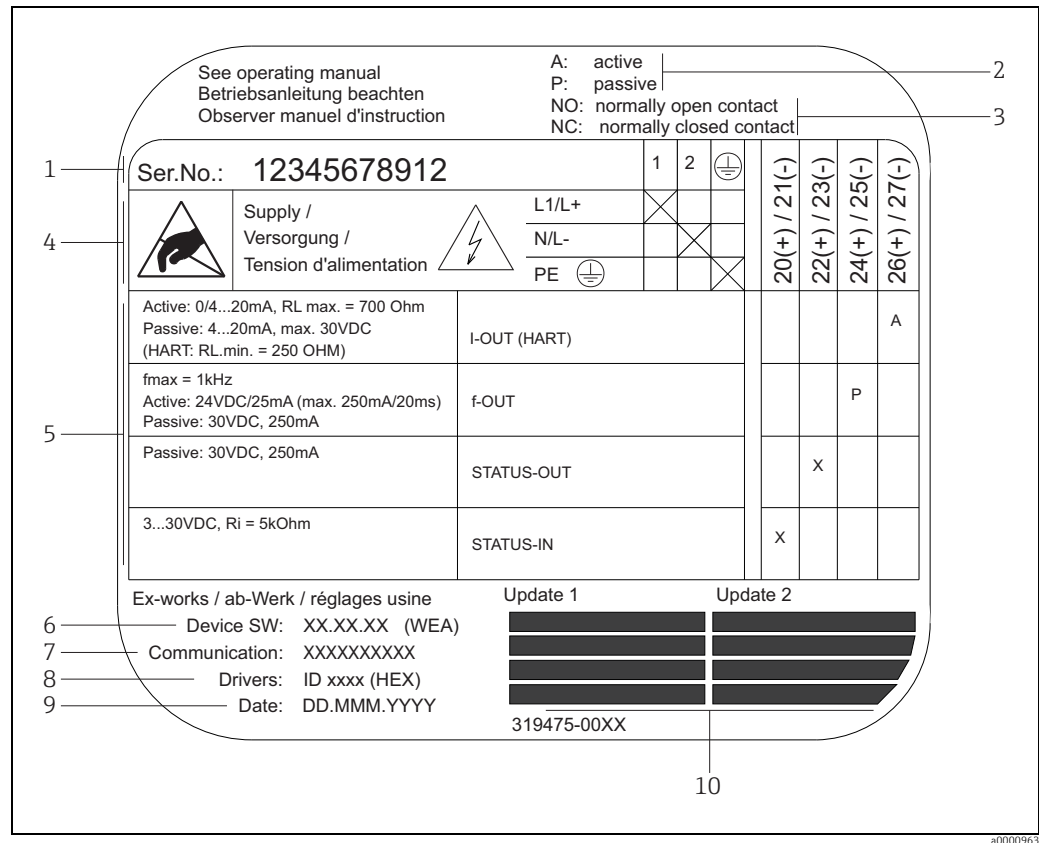 See operating manual
Betriebsanleitung beachten
Observer manuel d'instruction
A: active
P: passive
NO: normally open contact
NC: normally closed contact
2
3
1
Ser.No.: 12345678912
1 2
20(+) / 21(-)
22(+) / 23(-)
24(+) / 25(-)
26(+) / 27(-)
4
Supply /
Versorgung /
Tension d'alimentation
L1/L+
N/L-
PE
5
Active: 0/4...20mA, RL max. = 700 Ohm
Passive: 4...20mA, max. 30VDC
(HART: RL.min. = 250 OHM)
I-OUT (HART)
A
fmax = 1kHz
Active: 24VDC/25mA (max. 250mA/20ms)
Passive: 30VDC, 250mA
f-OUT
P
Passive: 30VDC, 250mA
STATUS-OUT
X
3...30VDC, Ri = 5kOhm
STATUS-IN
X
Ex-works / ab-Werk / réglages usine
Update 1
Update 2
6
Device SW: XX.XX.XX (WEA)
7
Communication: XXXXXXXXXX
8
Drivers: ID xxxx (HEX)
9
Date: DD.MMM.YYYY
319475-00XX
10
a0000963